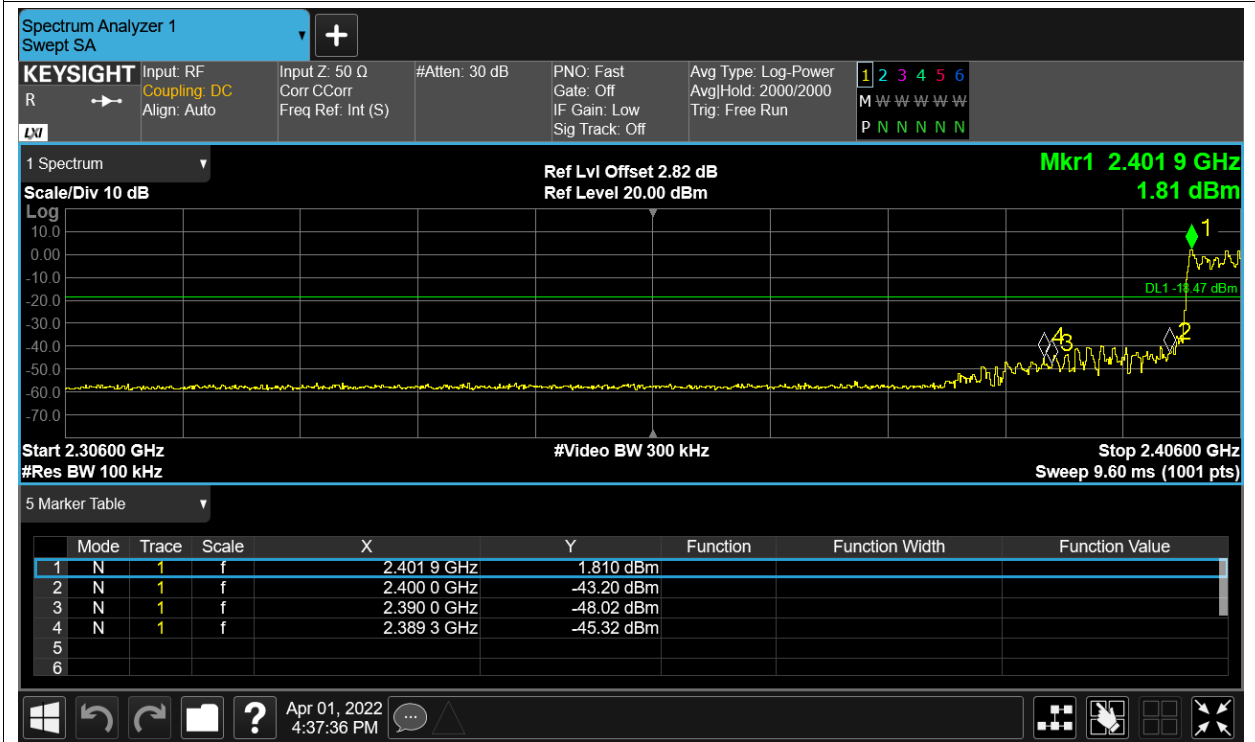 Spectrum Analyzer 1
Swept SA
KEYSIGHT Input: RF Input Z: 50 Ω #Atten: 30 dB PNO: Fast Avg Type: Log-Power 1 2 3 4 5 6
R Coupling: DC Corr CCorr Gate: Off Avg|Hold: 2000/2000 M W W W W W
Align: Auto Freq Ref: Int (S) IF Gain: Low Trig: Free Run
LXI Sig Track: Off P N N N N N
1 Spectrum Ref Lvl Offset 2.82 dB Mkr1 2.401 9 GHz
Scale/Div 10 dB Ref Level 20.00 dBm 1.81 dBm
Log
10.0 1
0.00
-10.0
DL1 -18.47 dBm
-20.0
-30.0
4 3 2
-40.0
-50.0
-60.0
-70.0
Start 2.30600 GHz #Video BW 300 kHz Stop 2.40600 GHz
#Res BW 100 kHz Sweep 9.60 ms (1001 pts)
5 Marker Table
Mode Trace Scale X Y Function Function Width Function Value
1 N 1 f 2.401 9 GHz 1.810 dBm
2 N 1 f 2.400 0 GHz -43.20 dBm
3 N 1 f 2.390 0 GHz -48.02 dBm
4 N 1 f 2.389 3 GHz -45.32 dBm
5
6
? Apr 01, 2022
4:37:36 PM